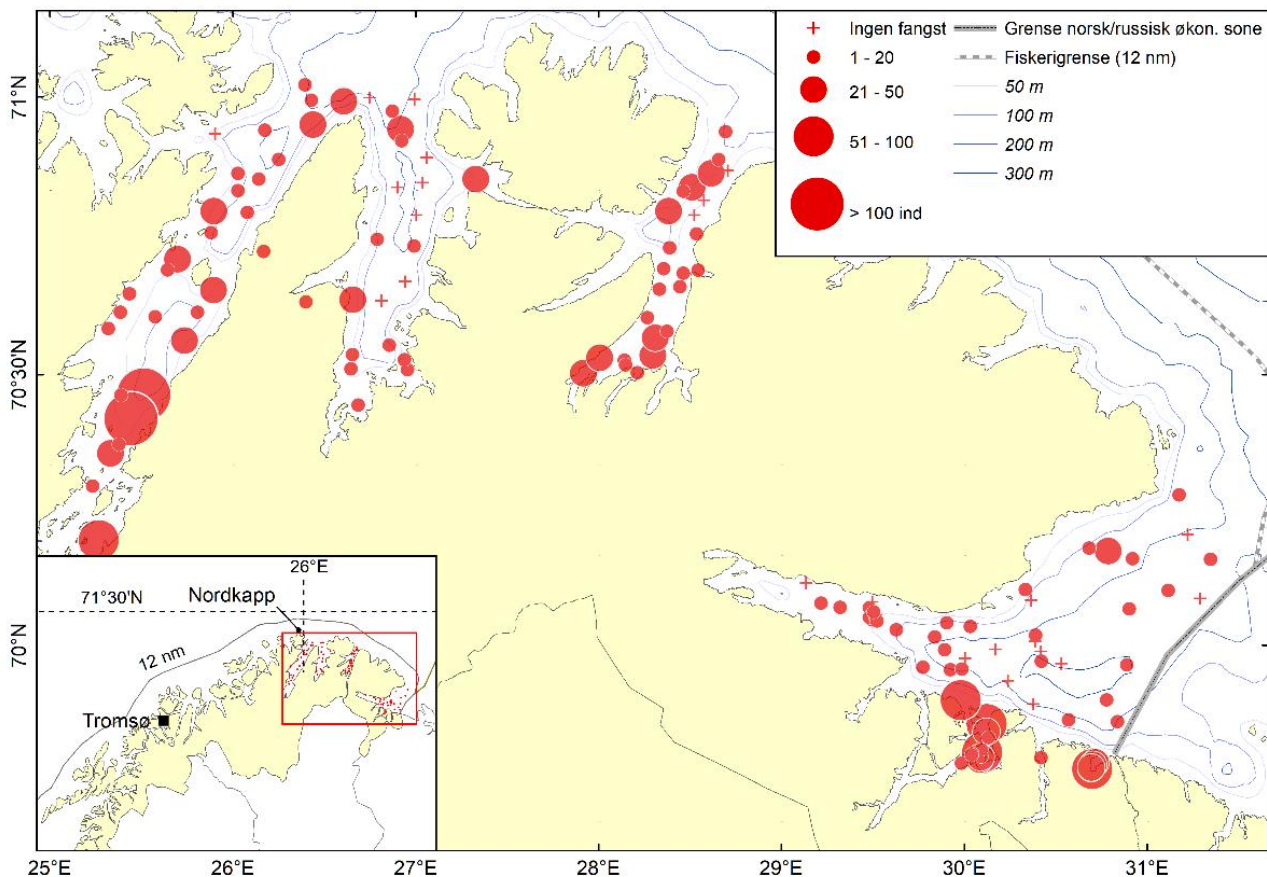 Ingen fangst
1 - 20
21 - 50
51 - 100
> 100 ind
Grense norsk/russisk økon. sone
Fiskerigrense (12 nm)
50 m
100 m
200 m
300 m
71°N
70°30'N
70°N
26°E
71°30'N
Nordkapp
12 nm
Tromsø
25°E
26°E
27°E
28°E
29°E
30°E
31°E